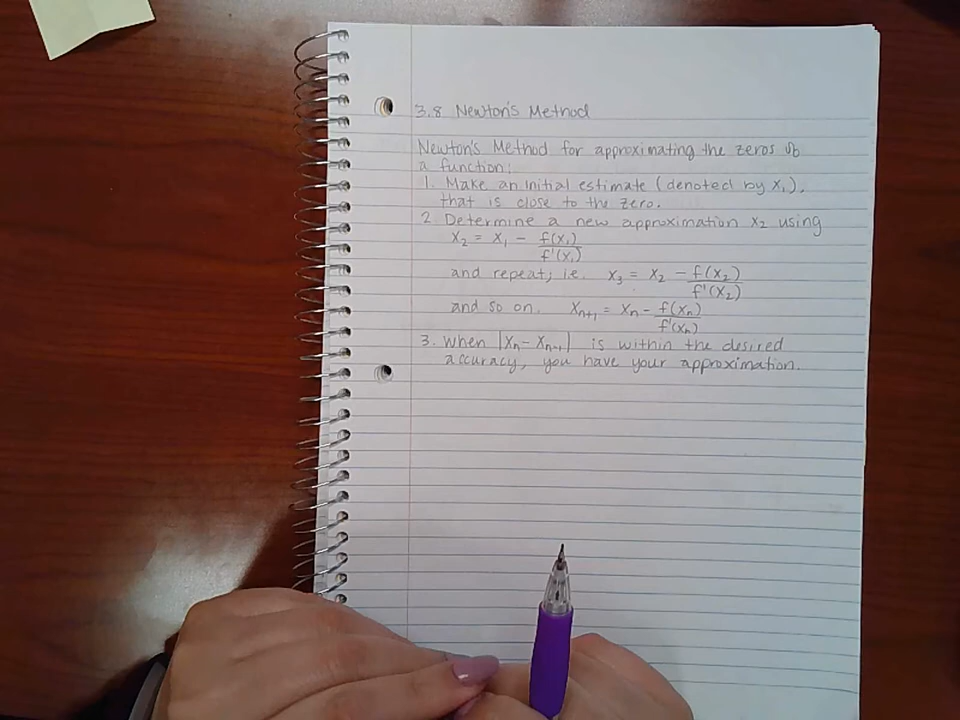 3.8 Newton's Method
Newton's Method for approximating the zeros of
a function:
1. Make an initial estimate (denoted by x₁),
that is close to the zero.
2. Determine a new approximation x₂ using
x₂ = x₁ - f(x₁)/f'(x₁)
and repeat; i.e. x₃ = x₂ - f(x₂)/f'(x₂)
and so on. xₙ₊₁ = xₙ - f(xₙ)/f'(xₙ)
3. When |xₙ - xₙ₋₁| is within the desired
accuracy, you have your approximation.